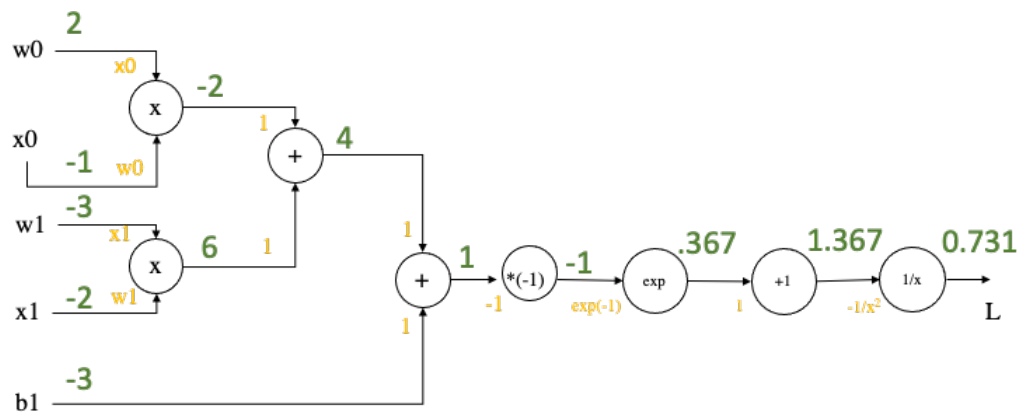 2
w0
x0
x
-2
1
x0
-1
w0
+
4
w1
-3
x1
x
6
1
1
x1
-2
w1
+
1
-1
*(-1)
-1
exp(-1)
exp
.367
1
+1
1.367
-1/x²
1/x
0.731
L
1
b1
-3